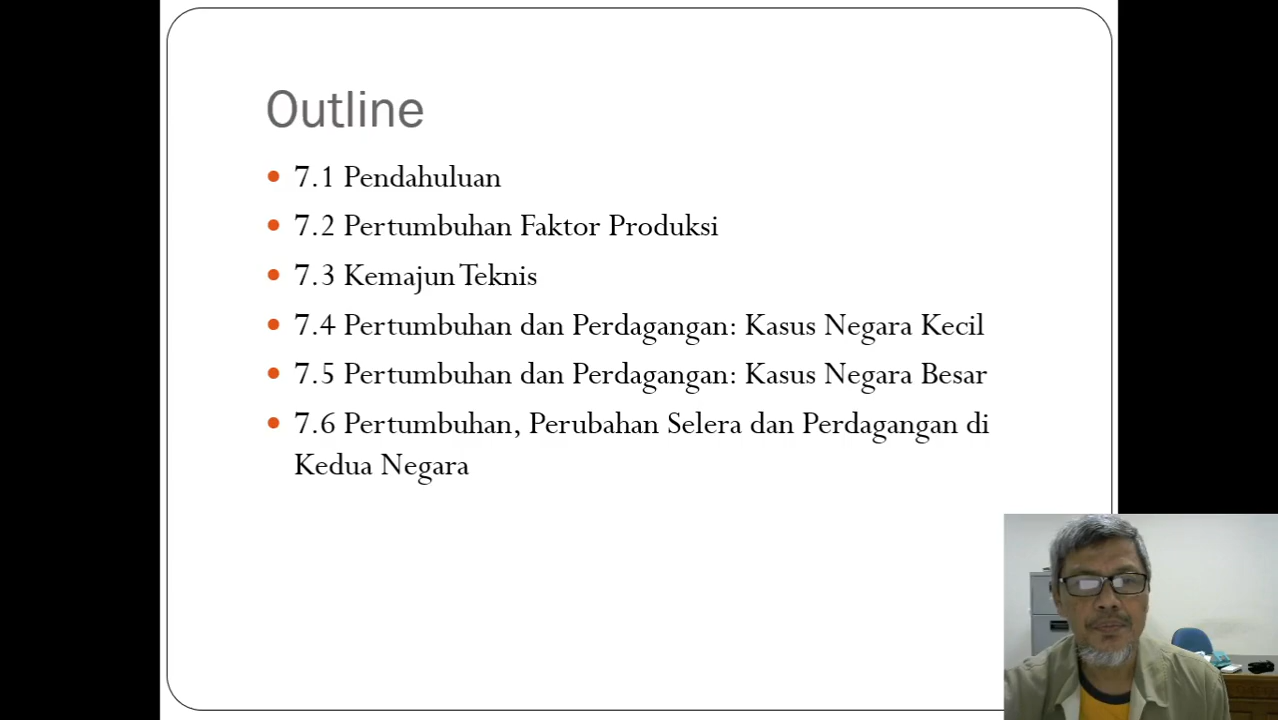 Outline
• 7.1 Pendahuluan
• 7.2 Pertumbuhan Faktor Produksi
• 7.3 Kemajun Teknis
• 7.4 Pertumbuhan dan Perdagangan: Kasus Negara Kecil
• 7.5 Pertumbuhan dan Perdagangan: Kasus Negara Besar
• 7.6 Pertumbuhan, Perubahan Selera dan Perdagangan di
Kedua Negara